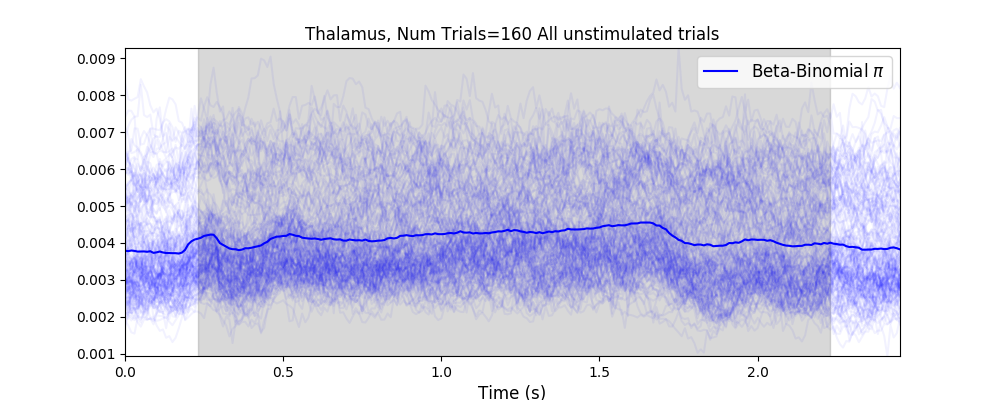 Thalamus, Num Trials=160 All unstimulated trials
Beta-Binomial π
0.009
0.008
0.007
0.006
0.005
0.004
0.003
0.002
0.001
0.0 0.5 1.0 1.5 2.0
Time (s)